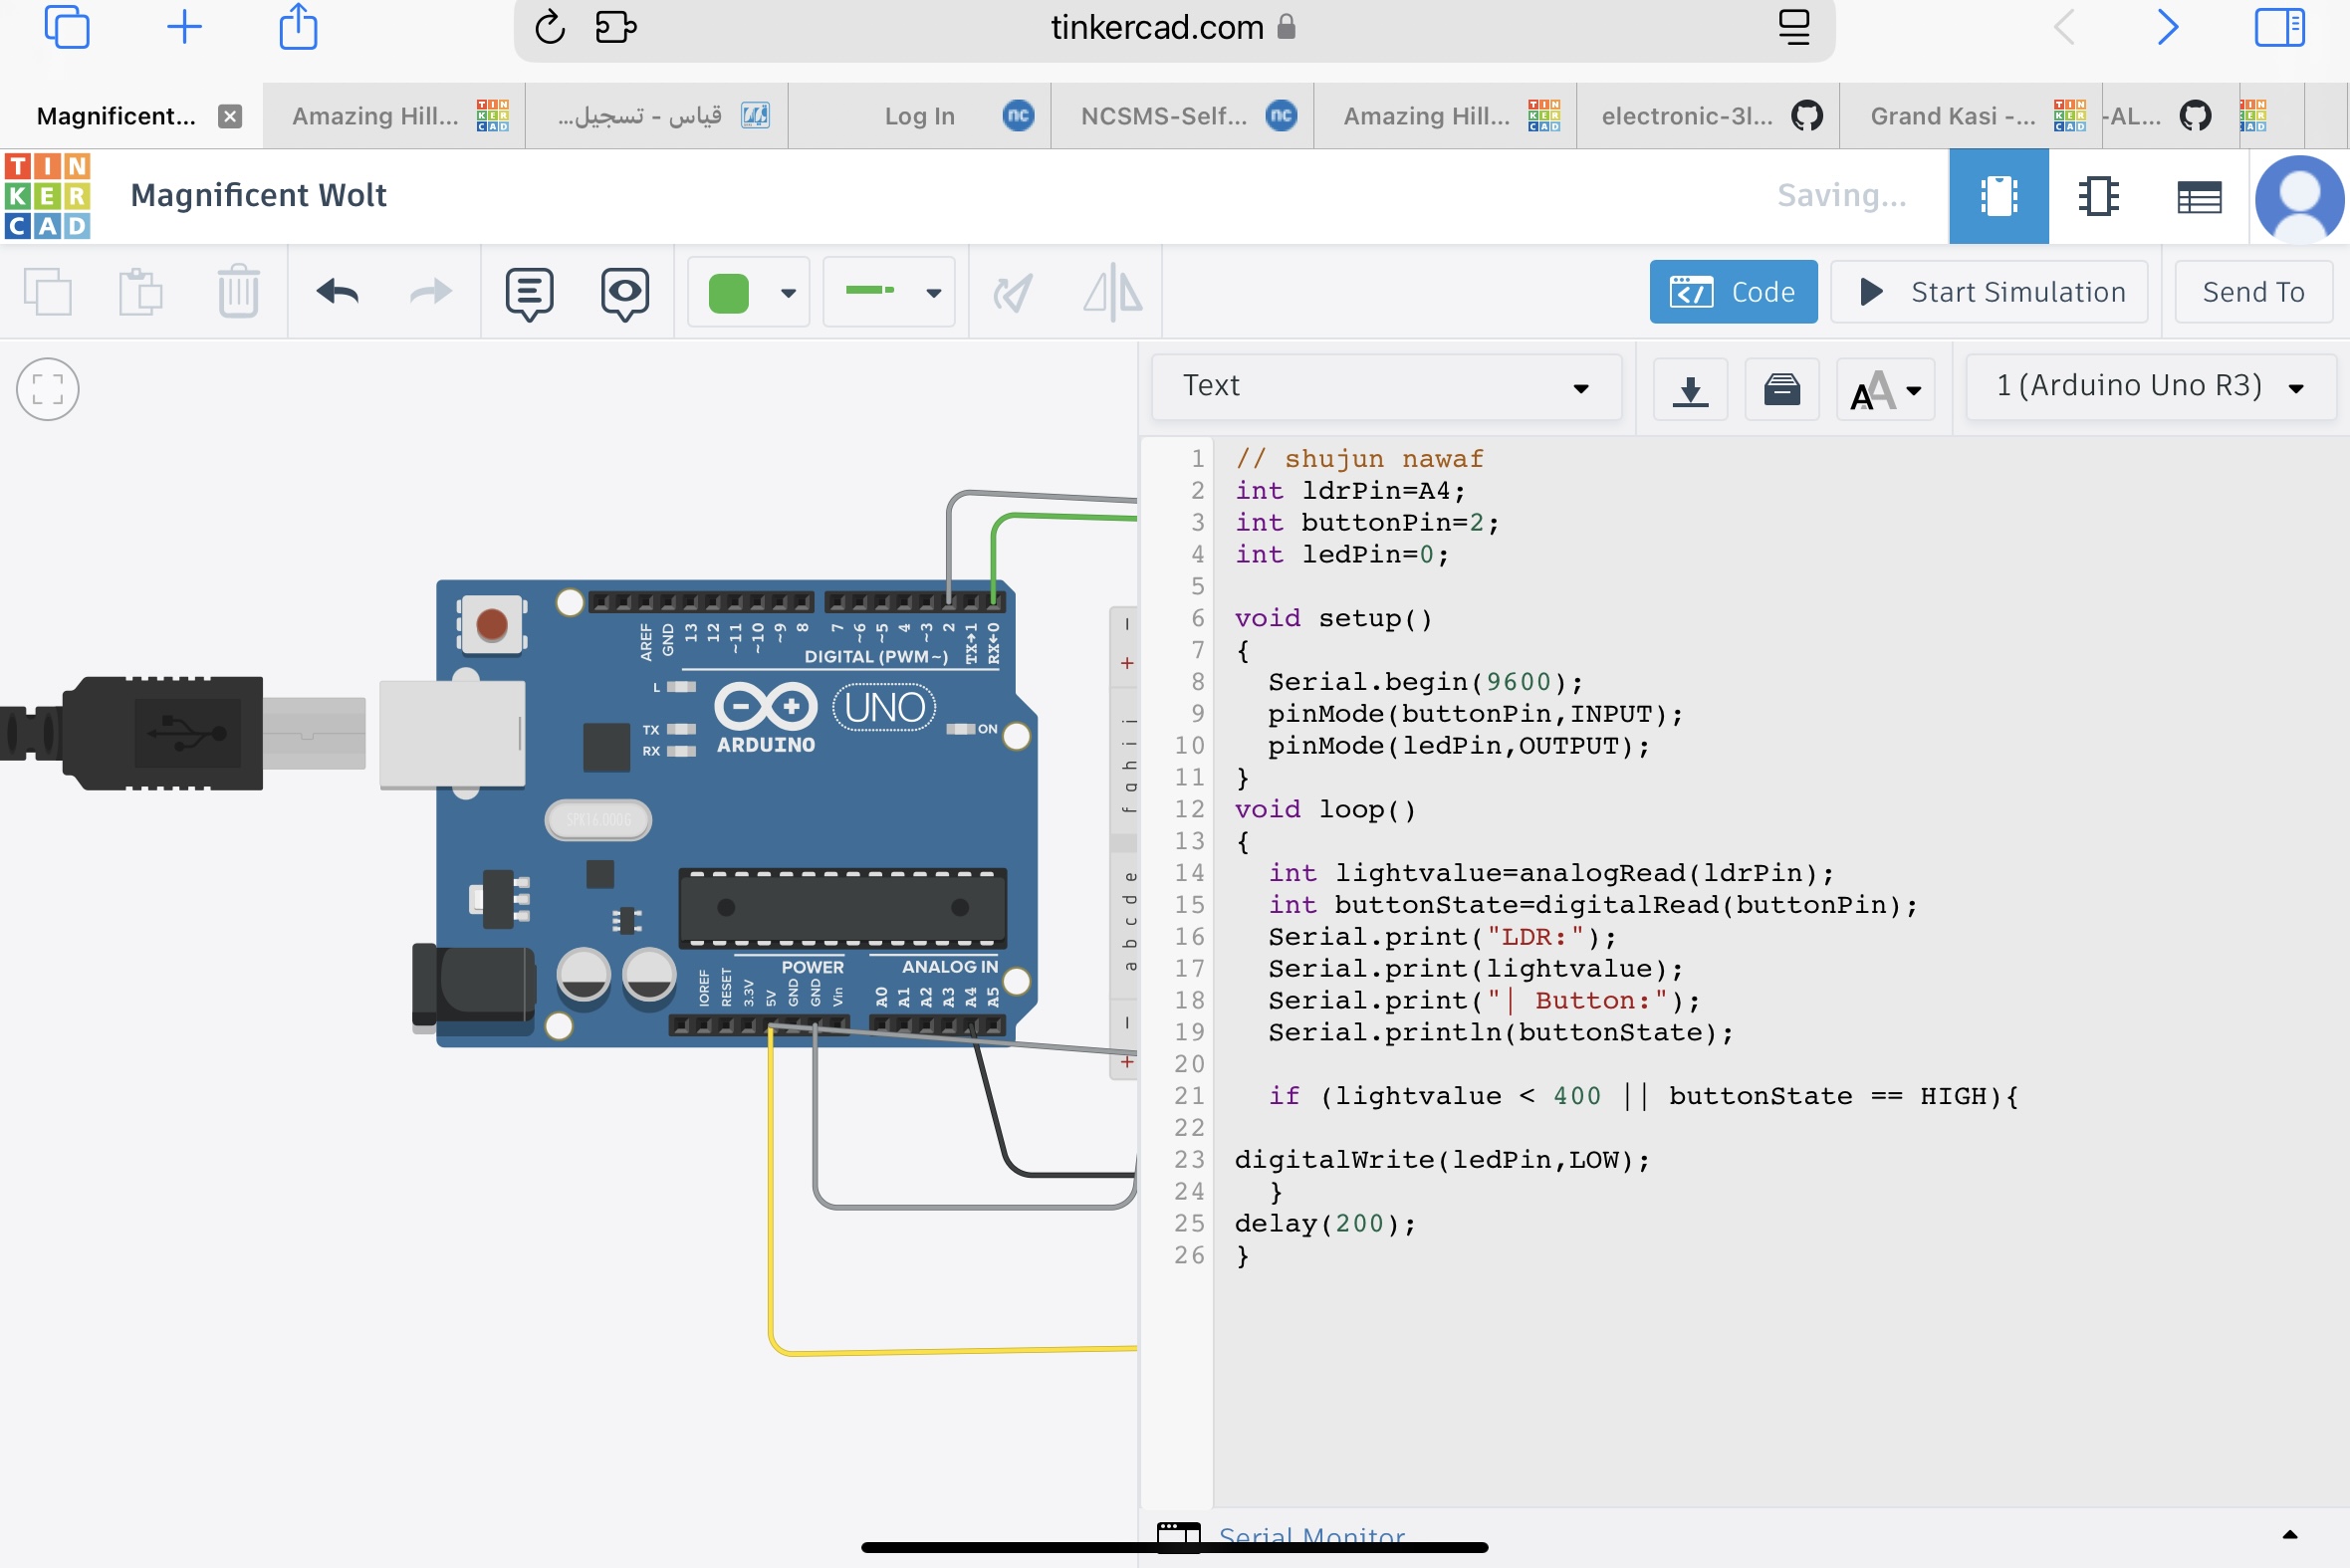 tinkercad.com
Magnificent...
Amazing Hill...
قياس - تسجيل...
Log In
NCSMS-Self...
Amazing Hill...
electronic-3l...
Grand Kasi -...
-AL...
TINKERCAD
Magnificent Wolt
Saving...
Code
Start Simulation
Send To
Text
1 (Arduino Uno R3)
AREF
GND
13
12
~11
~10
~9
8
7
~6
~5
4
~3
2
TX→1
RX←0
DIGITAL (PWM~)
L
TX
RX
ARDUINO
UNO
ON
POWER
ANALOG IN
IOREF
RESET
3.3V
5V
GND
GND
Vin
A0
A1
A2
A3
A4
A5
a b c d e
1 // shujun nawaf
2 int ldrPin=A4;
3 int buttonPin=2;
4 int ledPin=0;
5
6 void setup()
7 {
8 Serial.begin(9600);
9 pinMode(buttonPin,INPUT);
10 pinMode(ledPin,OUTPUT);
11 }
12 void loop()
13 {
14 int lightvalue=analogRead(ldrPin);
15 int buttonState=digitalRead(buttonPin);
16 Serial.print("LDR:");
17 Serial.print(lightvalue);
18 Serial.print("| Button:");
19 Serial.println(buttonState);
20
21 if (lightvalue < 400 || buttonState == HIGH){
22
23 digitalWrite(ledPin,LOW);
24 }
25 delay(200);
26 }
Serial Monitor